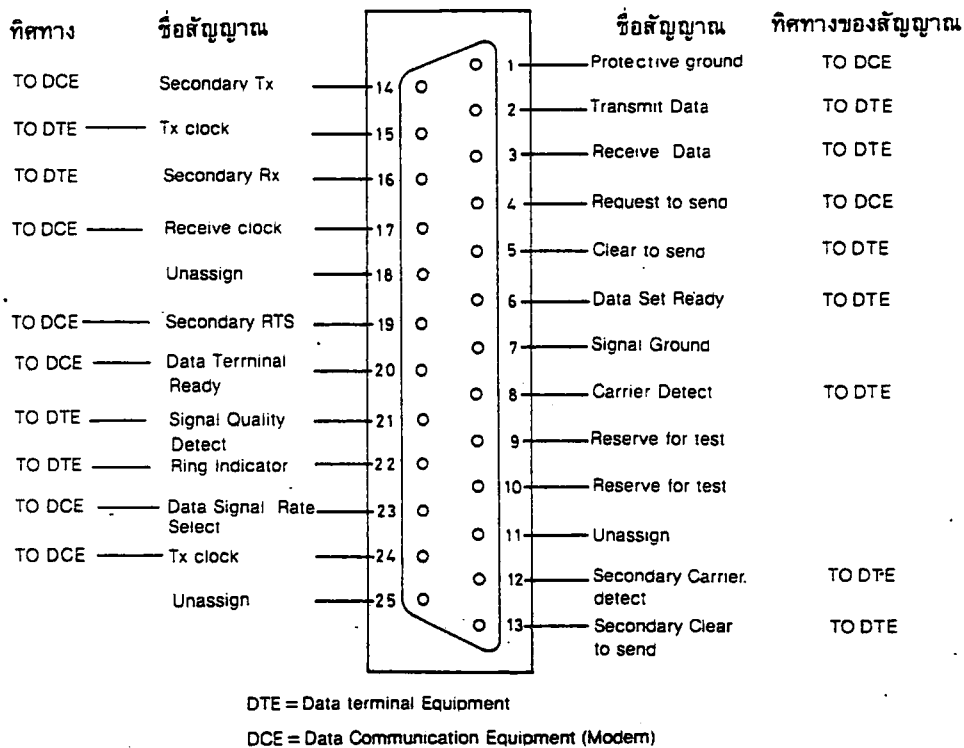 ทิศทาง ชื่อสัญญาณ ชื่อสัญญาณ ทิศทางของสัญญาณ
TO DCE Secondary Tx 14
TO DTE Tx clock 15
TO DTE Secondary Rx 16
TO DCE Receive clock 17
Unassign 18
TO DCE Secondary RTS 19
TO DCE Data Terminal 20
Ready
TO DTE Signal Quality 21
Detect
TO DTE Ring Indicator 22
TO DCE Data Signal Rate 23
Select
TO DCE Tx clock 24
Unassign 25
1 Protective ground TO DCE
2 Transmit Data TO DTE
3 Receive Data TO DTE
4 Request to send TO DCE
5 Clear to send TO DTE
6 Data Set Ready TO DTE
7 Signal Ground
8 Carrier Detect TO DTE
9 Reserve for test
10 Reserve for test
11 Unassign
12 Secondary Carrier. TO DTE
detect
13 Secondary Clear TO DTE
to send
DTE = Data terminal Equipment
DCE = Data Communication Equipment (Modem)